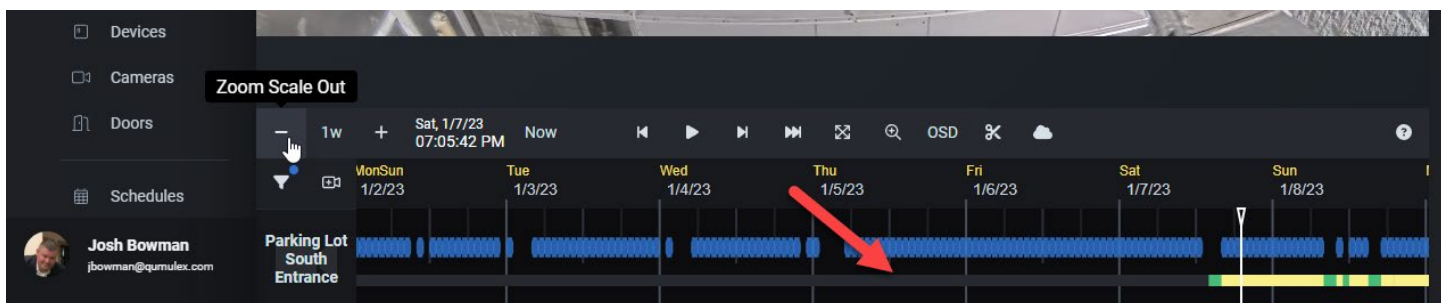 Devices
Cameras
Zoom Scale Out
Doors
1w
Sat, 1/7/23
07:05:42 PM
Now
OSD
MonSun
1/2/23
Tue
1/3/23
Wed
1/4/23
Thu
1/5/23
Fri
1/6/23
Sat
1/7/23
Sun
1/8/23
Schedules
Josh Bowman
jbowman@qumulex.com
Parking Lot
South
Entrance